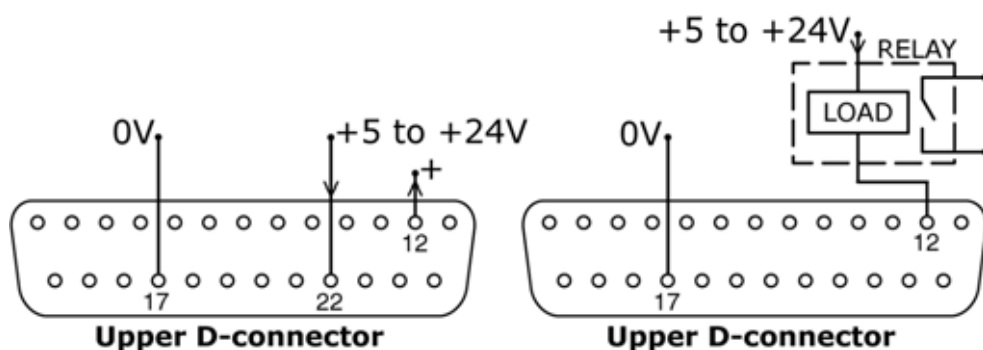 +5 to +24V
RELAY
LOAD
0V
+5 to +24V
+
0V
12
12
17
22
17
Upper D-connector
Upper D-connector